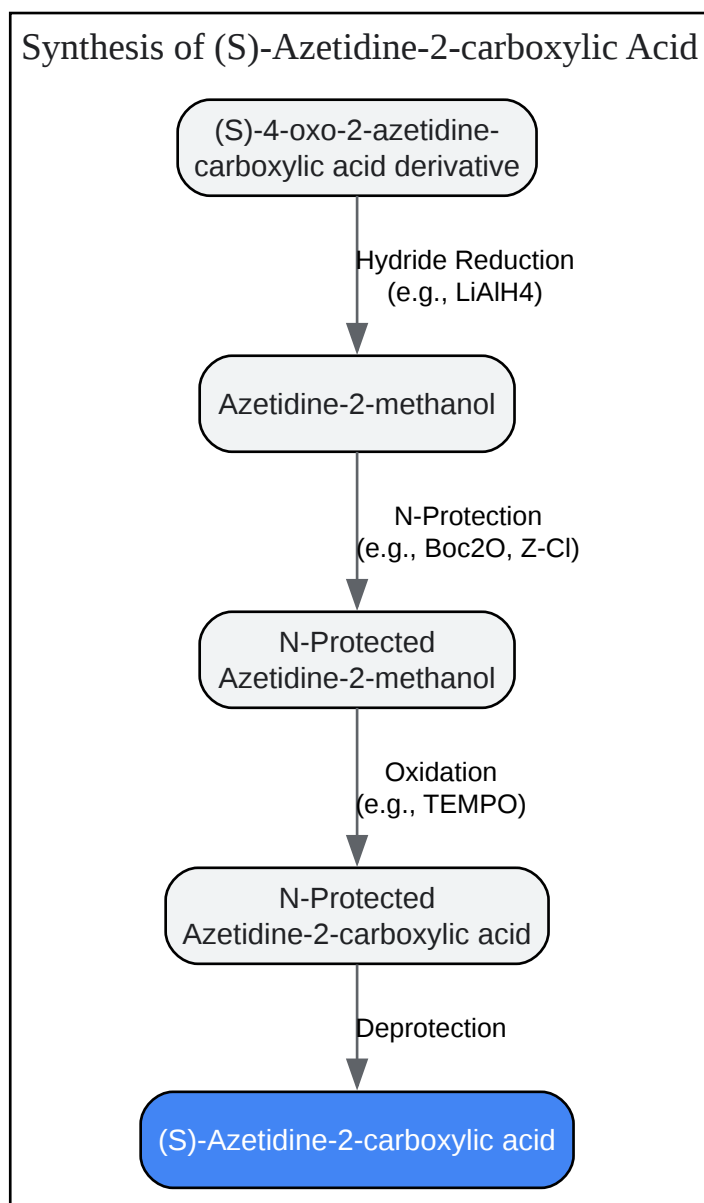 Synthesis of (S)-Azetidine-2-carboxylic Acid
(S)-4-oxo-2-azetidine-
carboxylic acid derivative
Hydride Reduction
(e.g., LiAlH4)
Azetidine-2-methanol
N-Protection
(e.g., Boc2O, Z-Cl)
N-Protected
Azetidine-2-methanol
Oxidation
(e.g., TEMPO)
N-Protected
Azetidine-2-carboxylic acid
Deprotection
(S)-Azetidine-2-carboxylic acid